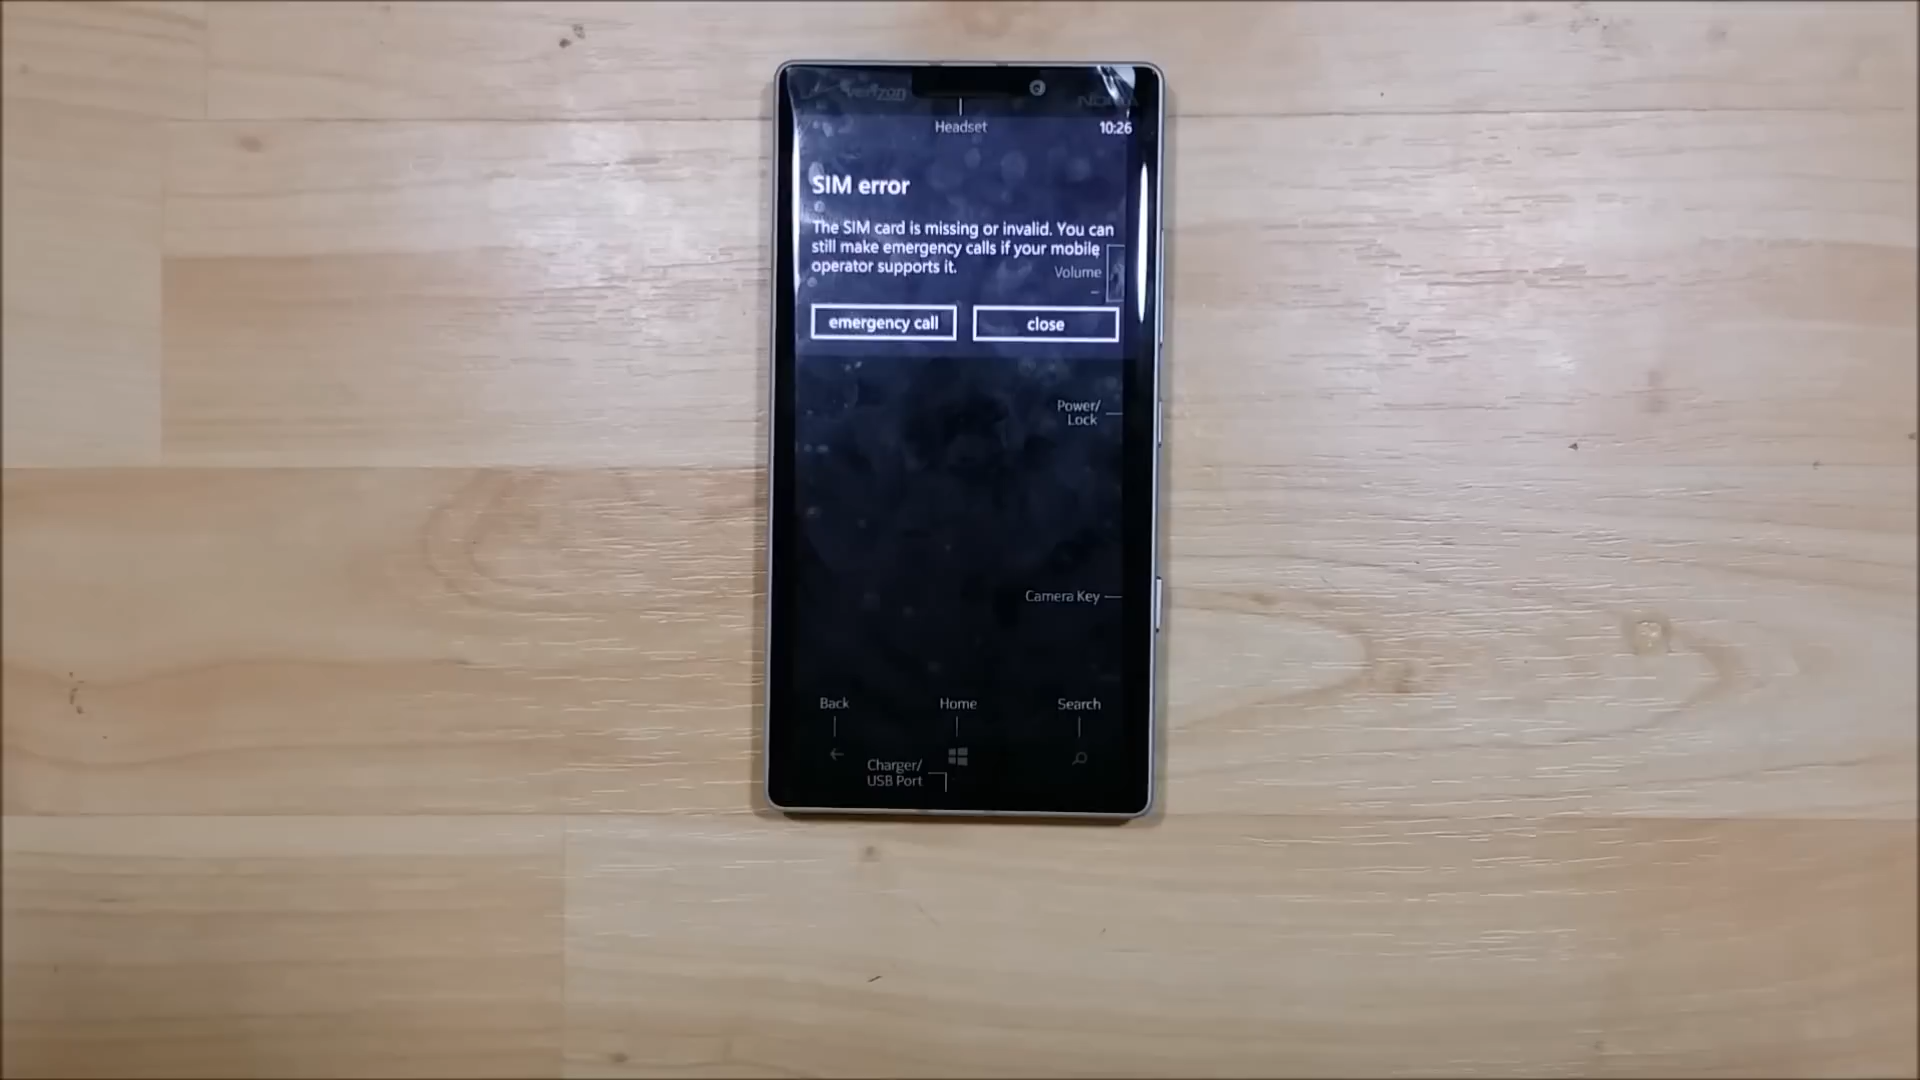 verizon
NOKIA
Headset
10:26
SIM error
The SIM card is missing or invalid. You can
still make emergency calls if your mobile
operator supports it.
Volume
–
emergency call
close
Power/
Lock
Camera Key
Back
Home
Search
Charger/
USB Port